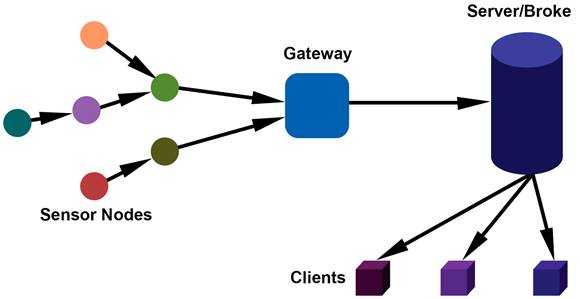 Server/Broke
Gateway
Sensor Nodes
Clients